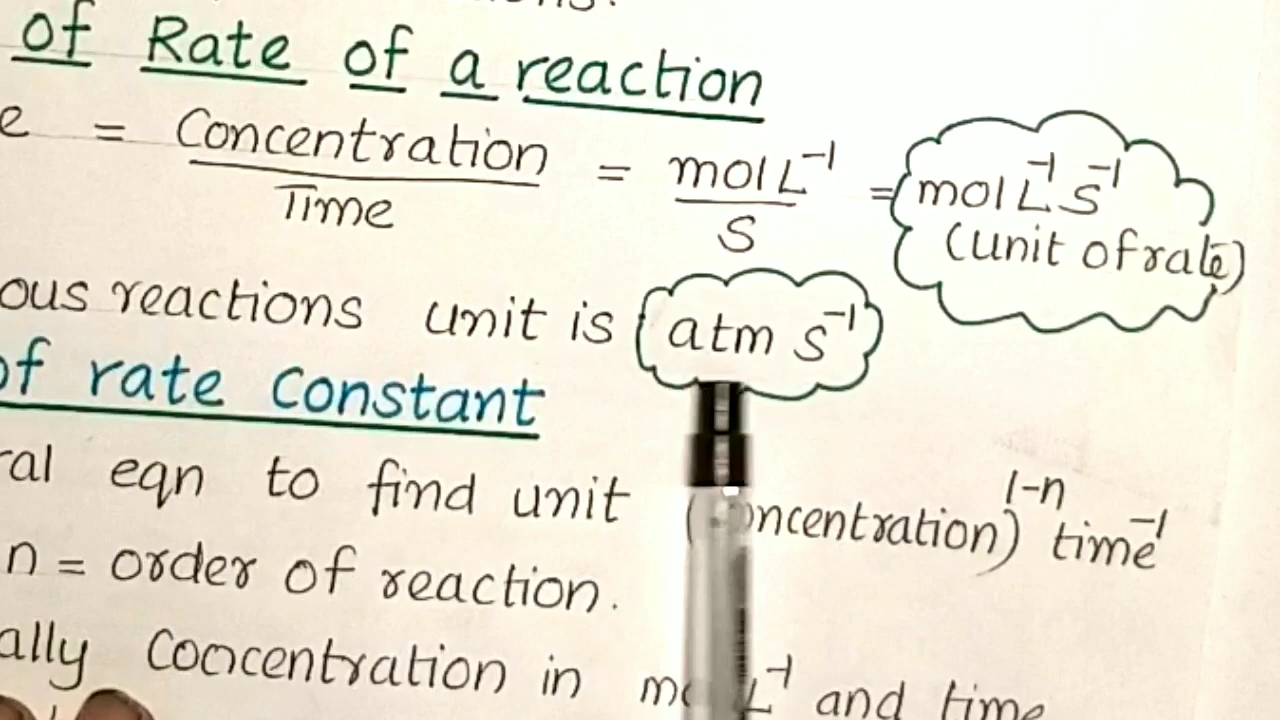 of Rate of a reaction
e = Concentration / Time = mol L⁻¹ / S = mol L⁻¹ S⁻¹
(unit of rate)
ous reactions unit is (atm s⁻¹)
of rate constant
ral eqn to find unit (concentration)¹⁻ⁿ time⁻¹
n = order of reaction.
ally Concentration in mol L⁻¹ and time